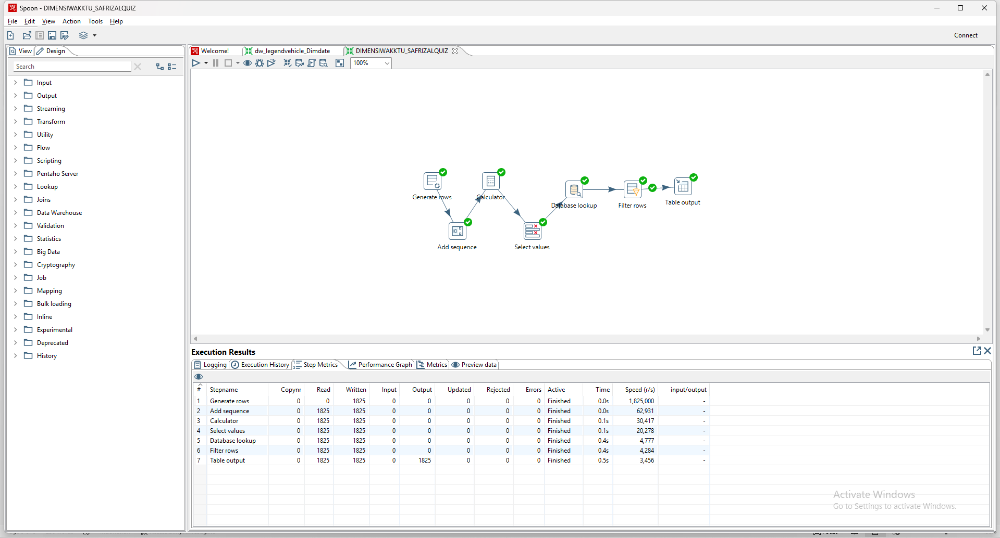 Spoon - DIMENSIWAKKTU_SAFRIZALQUIZ
File Edit View Action Tools Help
Connect
View Design
Search
Input
Output
Streaming
Transform
Utility
Flow
Scripting
Pentaho Server
Lookup
Joins
Data Warehouse
Validation
Statistics
Big Data
Cryptography
Job
Mapping
Bulk loading
Inline
Experimental
Deprecated
History
Welcome! dw_legendvehicle_Dimdate DIMENSIWAKKTU_SAFRIZALQUIZ
100%
Generate rows
Calculator
Database lookup
Filter rows
Table output
Add sequence
Select values
Execution Results
Logging Execution History Step Metrics Performance Graph Metrics Preview data
# Stepname Copynr Read Written Input Output Updated Rejected Errors Active Time Speed (r/s) input/output
1 Generate rows 0 0 1825 0 0 0 0 0 Finished 0.0s 1,825,000 -
2 Add sequence 0 1825 1825 0 0 0 0 0 Finished 0.0s 62,931 -
3 Calculator 0 1825 1825 0 0 0 0 0 Finished 0.1s 30,417 -
4 Select values 0 1825 1825 0 0 0 0 0 Finished 0.1s 20,278 -
5 Database lookup 0 1825 1825 0 0 0 0 0 Finished 0.4s 4,777 -
6 Filter rows 0 1825 1825 0 0 0 0 0 Finished 0.4s 4,284 -
7 Table output 0 1825 1825 0 1825 0 0 0 Finished 0.5s 3,456 -
Activate Windows
Go to Settings to activate Windows.